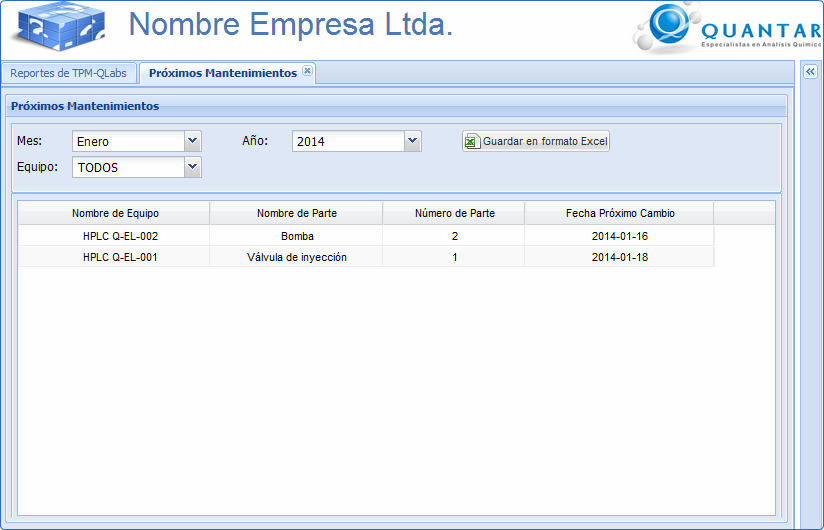 Nombre Empresa Ltda.
QUANTAR
Especialistas en Análisis Químico
Reportes de TPM-QLabs
Próximos Mantenimientos
Próximos Mantenimientos
Mes: Enero Año: 2014 Guardar en formato Excel
Equipo: TODOS
Nombre de Equipo Nombre de Parte Número de Parte Fecha Próximo Cambio
HPLC Q-EL-002 Bomba 2 2014-01-16
HPLC Q-EL-001 Válvula de inyección 1 2014-01-18